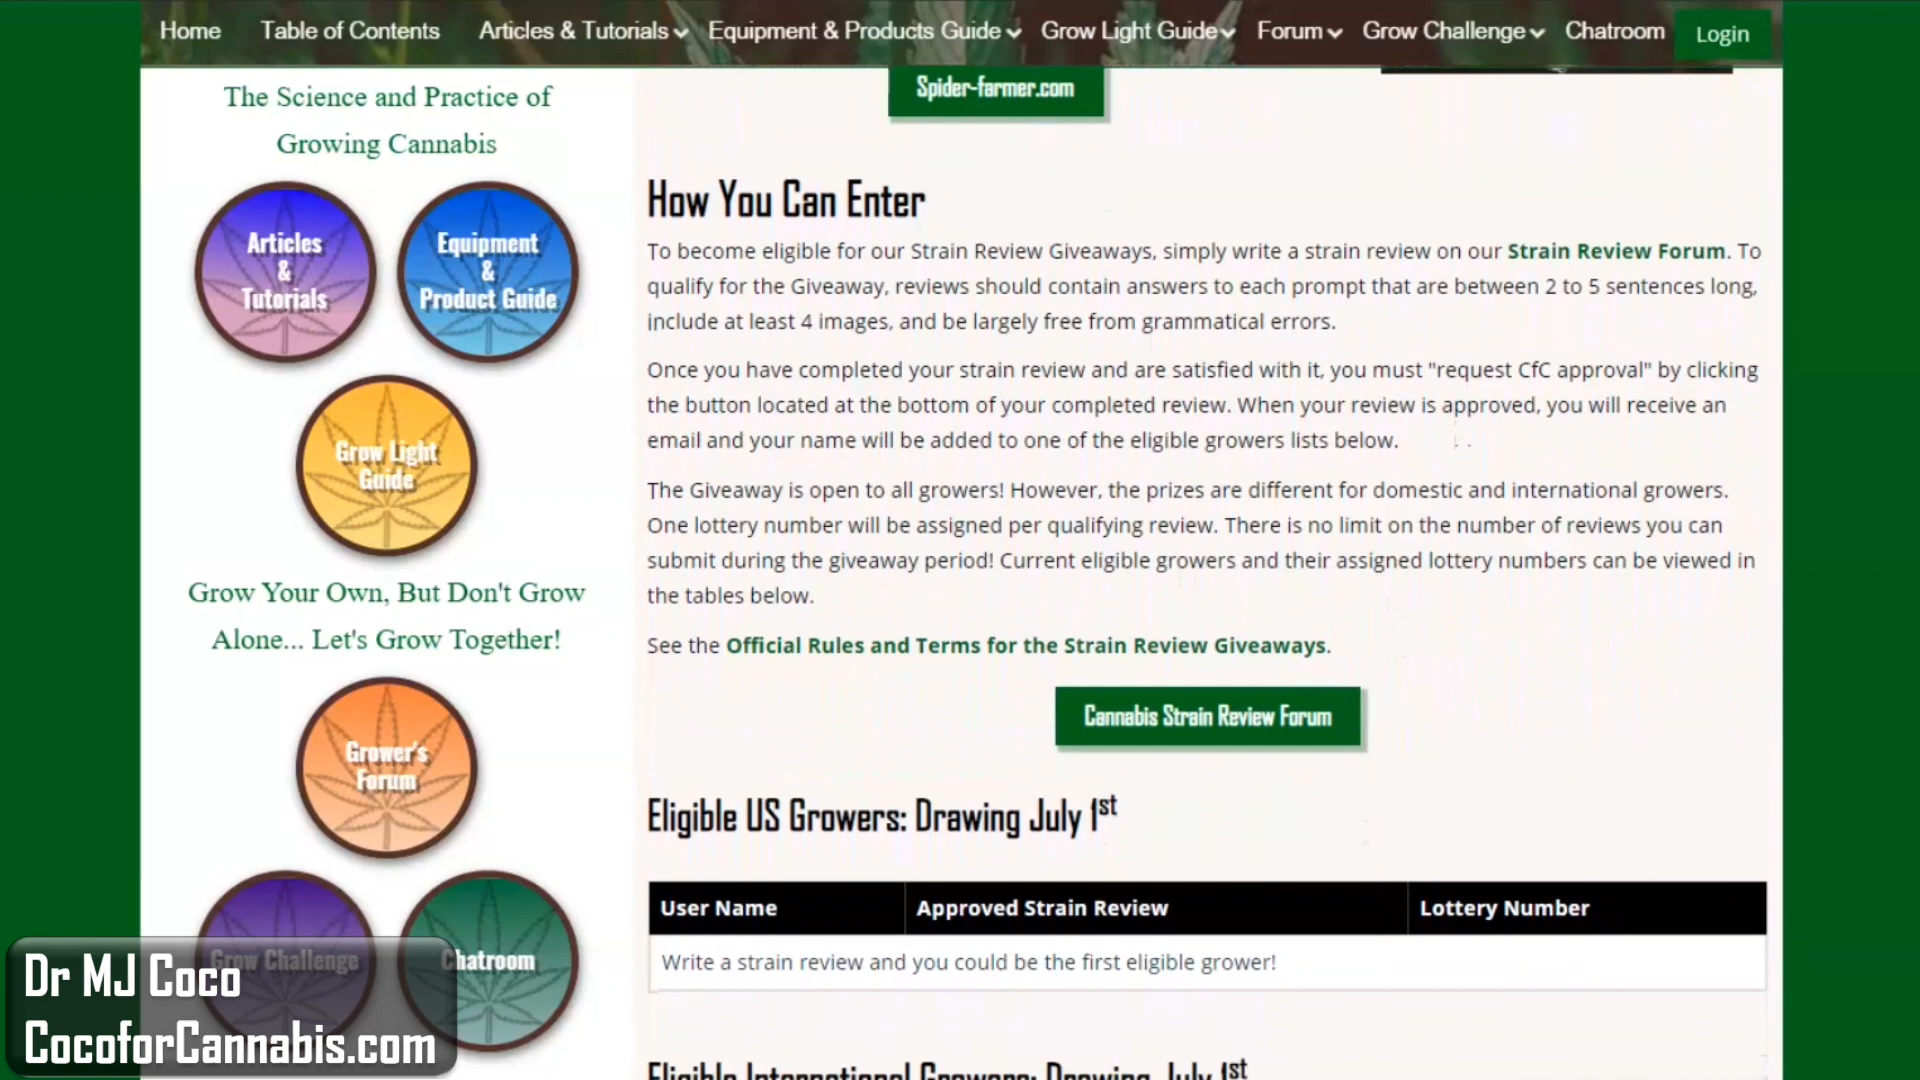 Home Table of Contents Articles & Tutorials Equipment & Products Guide Grow Light Guide Forum Grow Challenge Chatroom Login
The Science and Practice of
Growing Cannabis
Articles
&
Tutorials
Equipment
&
Product Guide
Grow Light
Guide
Grow Your Own, But Don't Grow
Alone... Let's Grow Together!
Grower's
Forum
Grow Challenge
Chatroom
Spider-farmer.com
How You Can Enter
To become eligible for our Strain Review Giveaways, simply write a strain review on our Strain Review Forum. To
qualify for the Giveaway, reviews should contain answers to each prompt that are between 2 to 5 sentences long,
include at least 4 images, and be largely free from grammatical errors.
Once you have completed your strain review and are satisfied with it, you must "request CfC approval" by clicking
the button located at the bottom of your completed review. When your review is approved, you will receive an
email and your name will be added to one of the eligible growers lists below.
The Giveaway is open to all growers! However, the prizes are different for domestic and international growers.
One lottery number will be assigned per qualifying review. There is no limit on the number of reviews you can
submit during the giveaway period! Current eligible growers and their assigned lottery numbers can be viewed in
the tables below.
See the Official Rules and Terms for the Strain Review Giveaways.
Cannabis Strain Review Forum
Eligible US Growers: Drawing July 1st
User Name Approved Strain Review Lottery Number
Write a strain review and you could be the first eligible grower!
Eligible International Growers: Drawing July 1st
Dr MJ Coco
CocoforCannabis.com